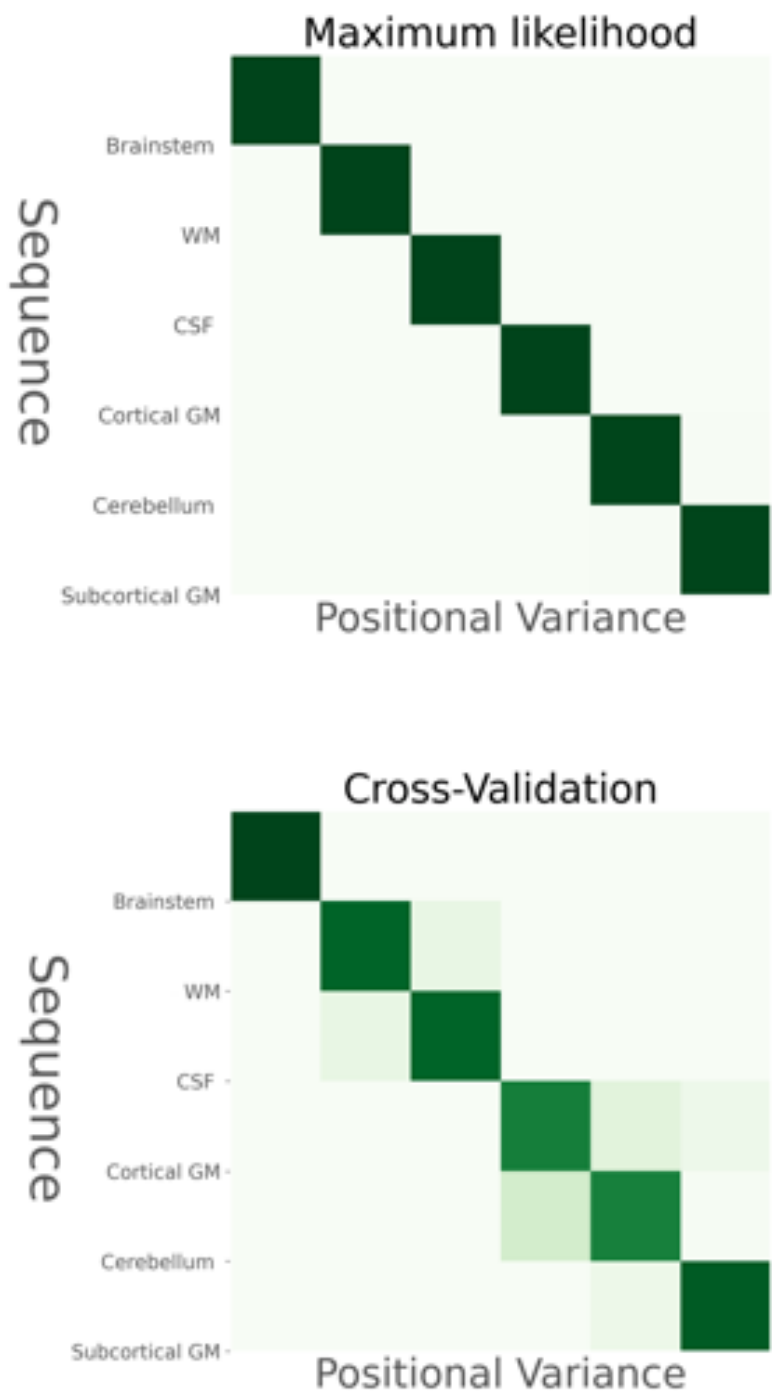 Maximum likelihood
Sequence
Brainstem
WM
CSF
Cortical GM
Cerebellum
Subcortical GM
Positional Variance
Cross-Validation
Sequence
Brainstem
WM
CSF
Cortical GM
Cerebellum
Subcortical GM
Positional Variance